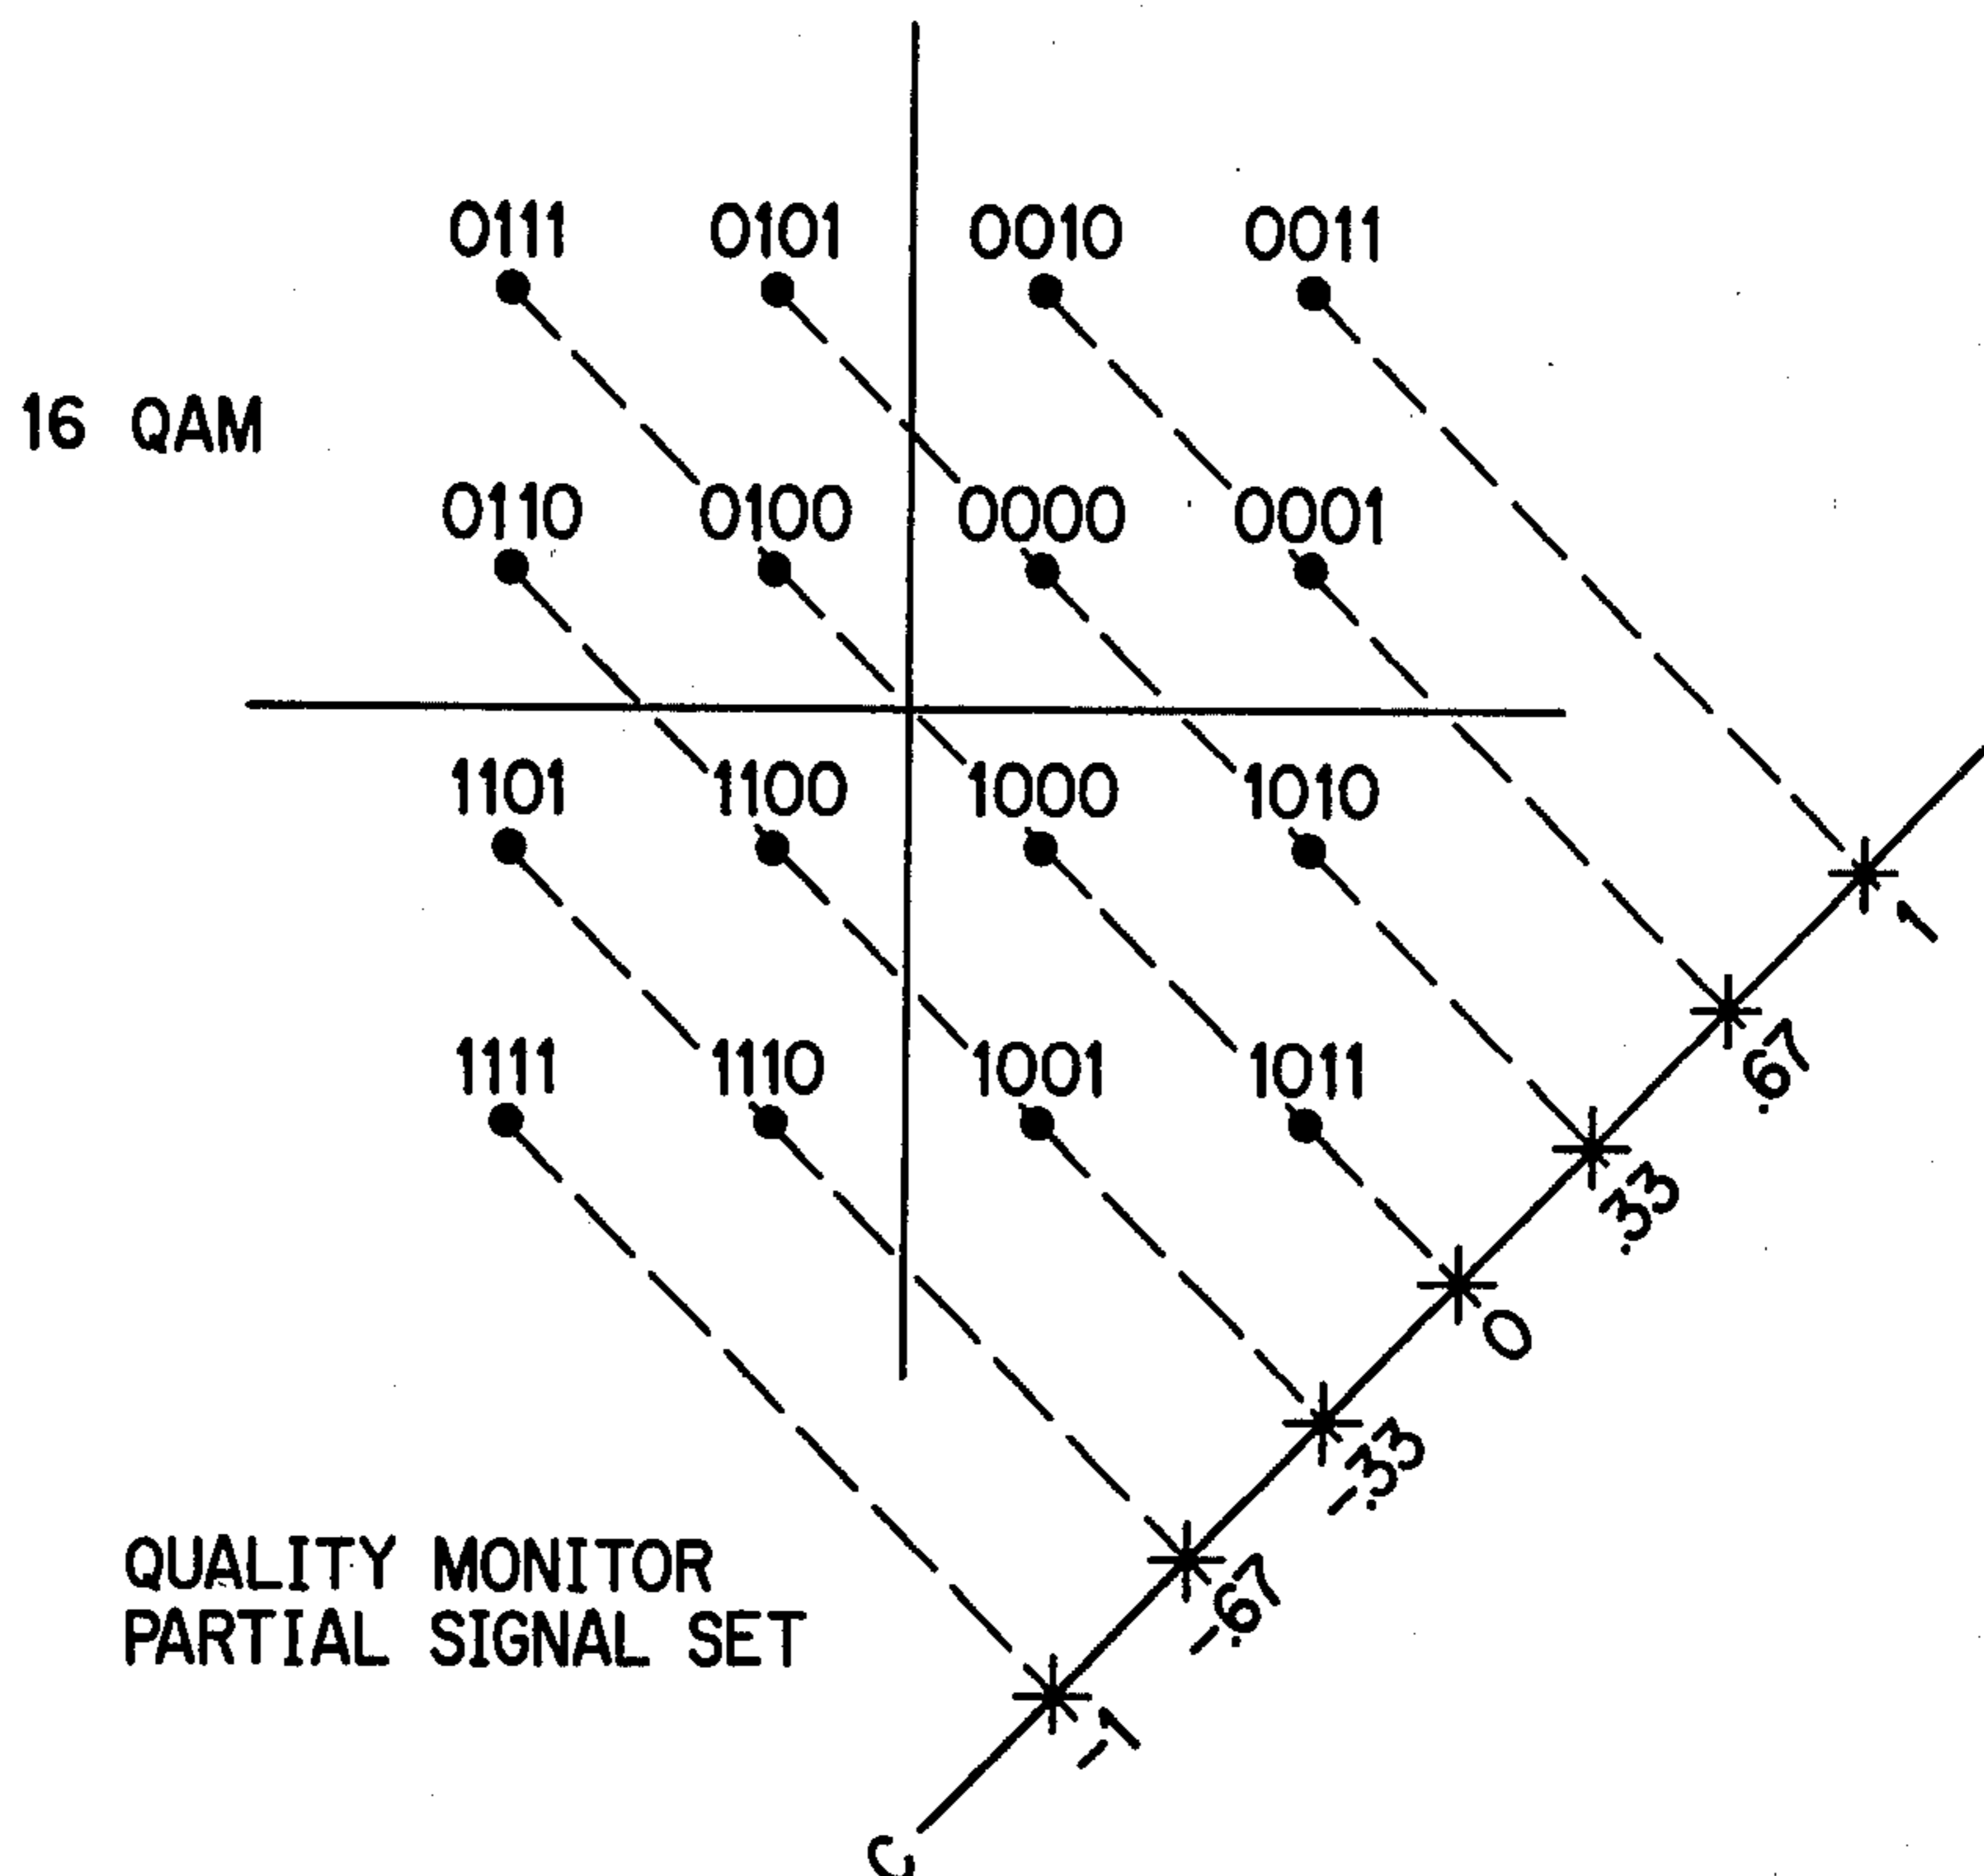 0111 0101 0010 0011
16 QAM
0110 0100 0000 0001
1101 1100 1000 1010
1
.67
1111 1110 1001 1011
.33
0
-.33
QUALITY MONITOR
PARTIAL SIGNAL SET
-.67
-1